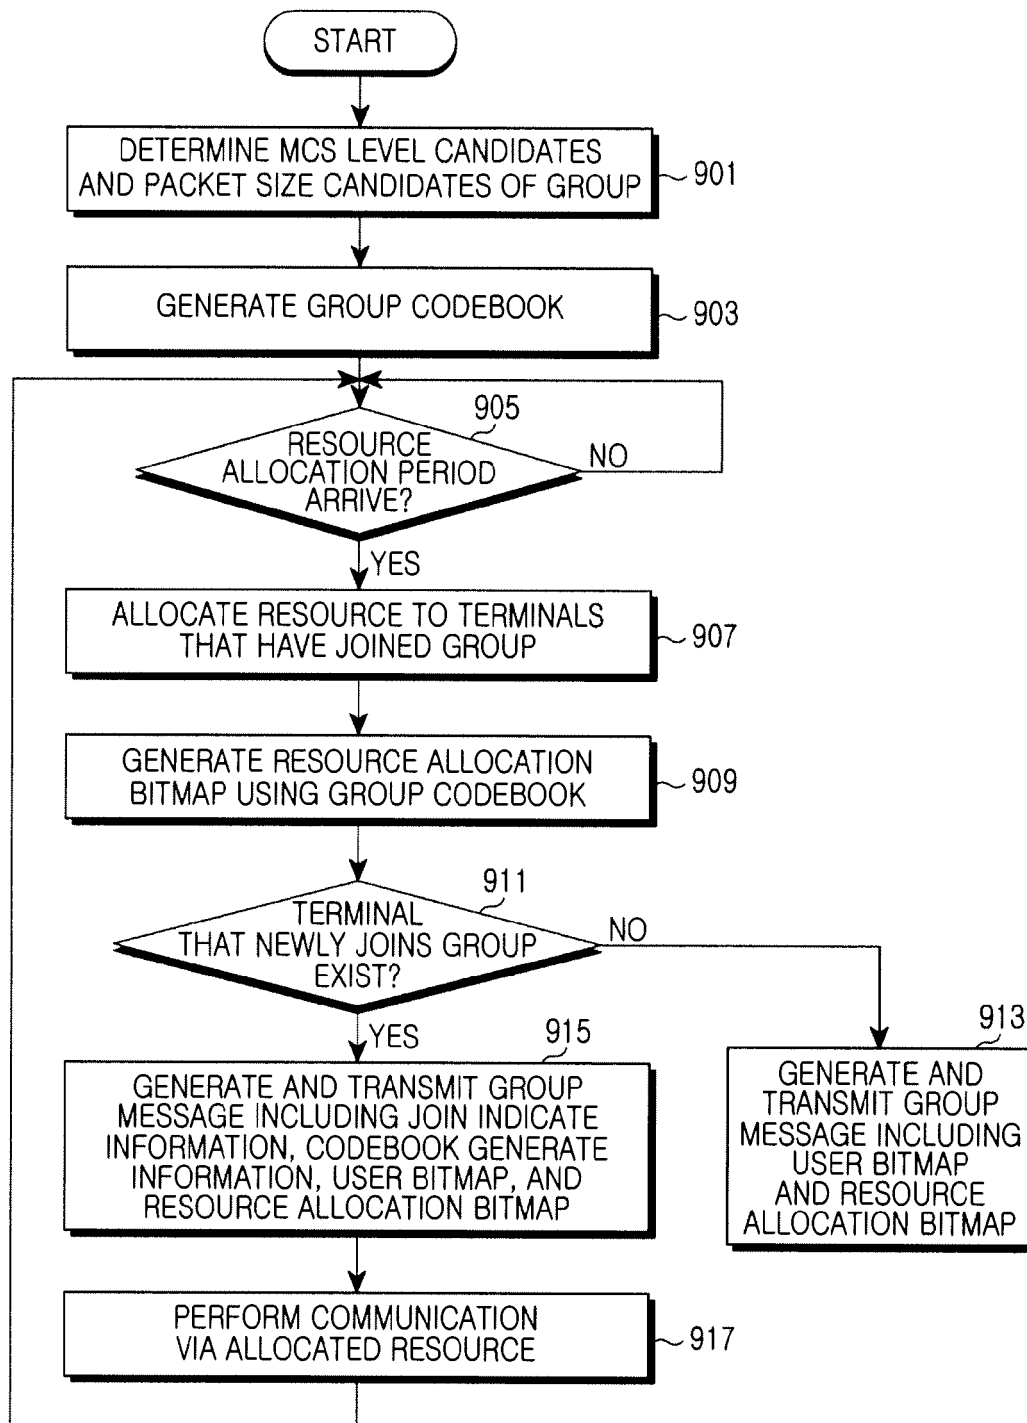 START
DETERMINE MCS LEVEL CANDIDATES
AND PACKET SIZE CANDIDATES OF GROUP
901
GENERATE GROUP CODEBOOK
903
905
RESOURCE
ALLOCATION PERIOD
ARRIVE?
NO
YES
ALLOCATE RESOURCE TO TERMINALS
THAT HAVE JOINED GROUP
907
GENERATE RESOURCE ALLOCATION
BITMAP USING GROUP CODEBOOK
909
911
TERMINAL
THAT NEWLY JOINS GROUP
EXIST?
NO
YES
915
GENERATE AND TRANSMIT GROUP
MESSAGE INCLUDING JOIN INDICATE
INFORMATION, CODEBOOK GENERATE
INFORMATION, USER BITMAP, AND
RESOURCE ALLOCATION BITMAP
913
GENERATE AND
TRANSMIT GROUP
MESSAGE INCLUDING
USER BITMAP
AND RESOURCE
ALLOCATION BITMAP
PERFORM COMMUNICATION
VIA ALLOCATED RESOURCE
917